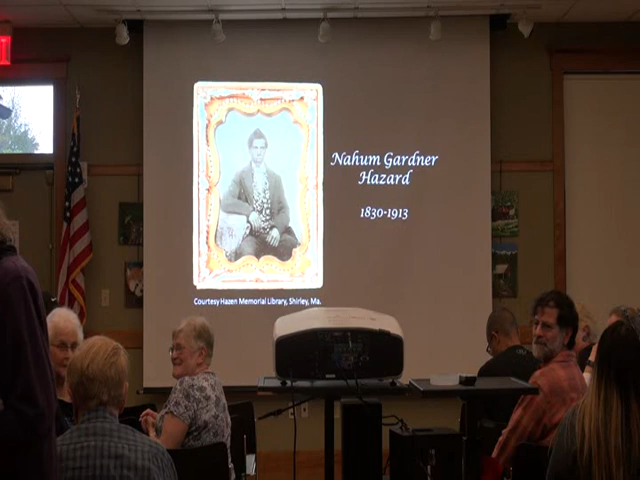 Nahum Gardner
Hazard
1830-1913
Courtesy Hazen Memorial Library, Shirley, Ma.